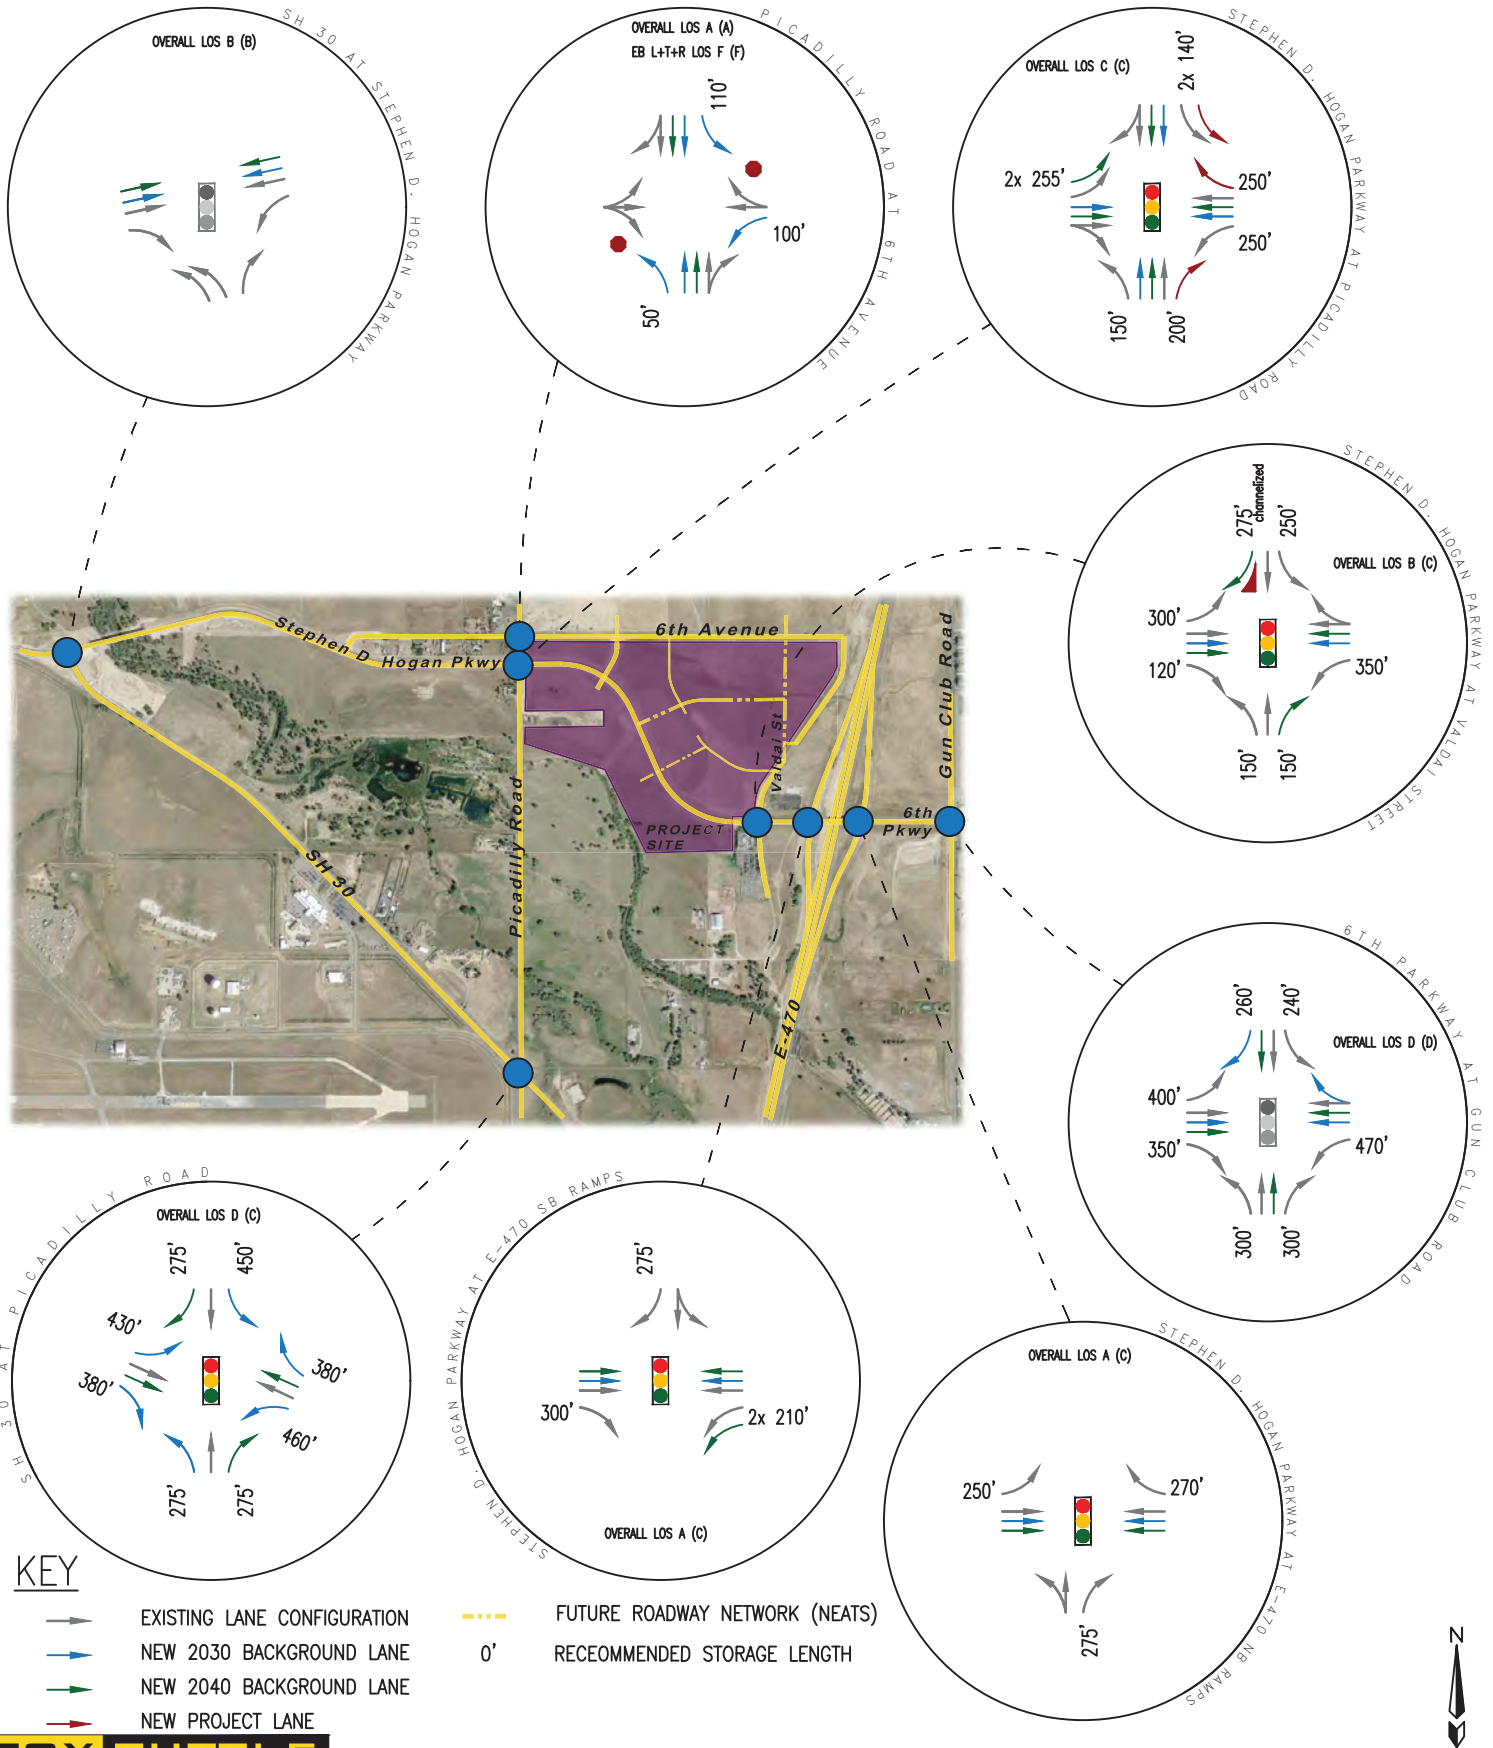 SH 30 AT STEPHEN D. HOGAN PARKWAY
OVERALL LOS B (B)
PICADILLY ROAD AT 6TH AVENUE
OVERALL LOS A (A)
EB L+T+R LOS F (F)
110'
100'
50'
STEPHEN D. HOGAN PARKWAY AT PICADILLY ROAD
OVERALL LOS C (C)
2x 140'
2x 255'
250'
250'
150'
200'
STEPHEN D. HOGAN PARKWAY AT VALDAI STREET
275'
channelized
250'
OVERALL LOS B (C)
300'
120'
350'
150'
150'
Stephen D Hogan Pkwy
6th Avenue
Gun Club Road
Valdai St
Picadilly Road
PROJECT
SITE
6th
Pkwy
SH 30
E-470
6TH PARKWAY AT GUN CLUB ROAD
260'
240'
OVERALL LOS D (D)
400'
350'
470'
300'
300'
SH 30 AT PICADILLY ROAD
OVERALL LOS D (C)
275'
450'
430'
380'
380'
460'
275'
275'
STEPHEN D. HOGAN PARKWAY AT E-470 SB RAMPS
275'
300'
2x 210'
OVERALL LOS A (C)
STEPHEN D. HOGAN PARKWAY AT E-470 NB RAMPS
OVERALL LOS A (C)
250'
270'
275'
KEY
EXISTING LANE CONFIGURATION
NEW 2030 BACKGROUND LANE
NEW 2040 BACKGROUND LANE
NEW PROJECT LANE
FUTURE ROADWAY NETWORK (NEATS)
0' RECEOMMENDED STORAGE LENGTH
N